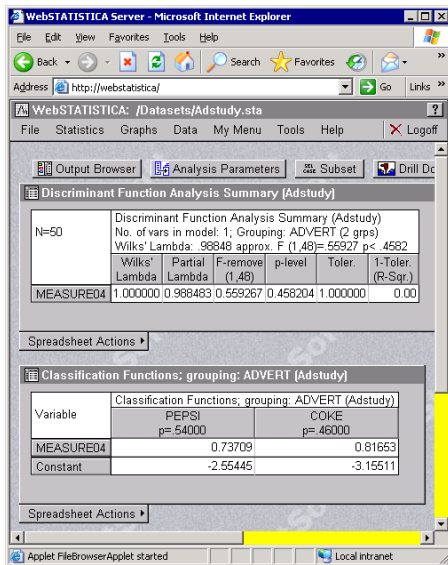 WebSTATISTICA Server - Microsoft Internet Explorer
File Edit View Favorites Tools Help
Back Search Favorites
Address http://webstatistica/ Go Links »
WebSTATISTICA: /Datasets/Adstudy.sta ?
File Statistics Graphs Data My Menu Tools Help Logoff
Output Browser Analysis Parameters SEL Subset Drill Do
Discriminant Function Analysis Summary (Adstudy)
N=50
Discriminant Function Analysis Summary (Adstudy)
No. of vars in model: 1; Grouping: ADVERT (2 grps)
Wilks' Lambda: .98848 approx. F (1,48)=.55927 p< .4582
Wilks' Lambda Partial Lambda F-remove (1,48) p-level Toler. 1-Toler. (R-Sqr.)
MEASURE04 1.000000 0.988483 0.559267 0.458204 1.000000 0.00
Spreadsheet Actions
Classification Functions; grouping: ADVERT (Adstudy)
Classification Functions; grouping: ADVERT (Adstudy)
Variable PEPSI p=.54000 COKE p=.46000
MEASURE04 0.73709 0.81653
Constant -2.55445 -3.15511
Spreadsheet Actions
Applet FileBrowserApplet started Local intranet